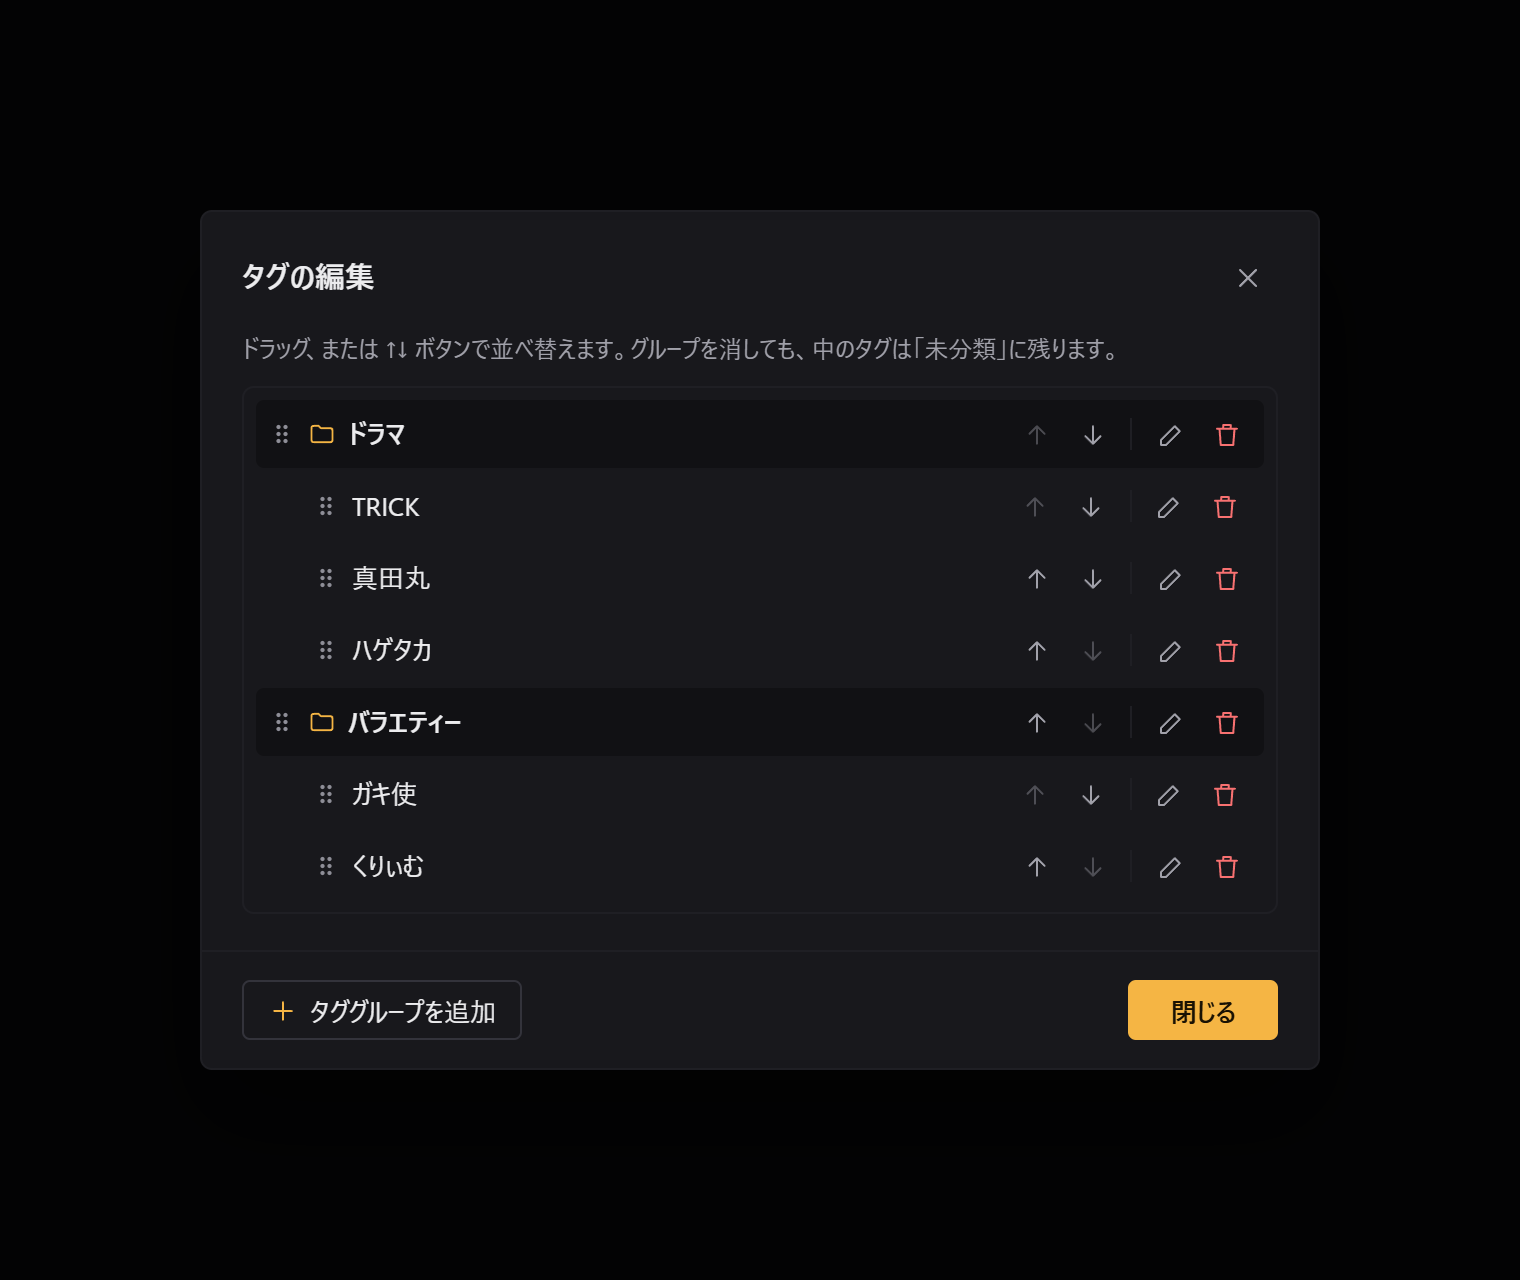 タグの編集
ドラッグ、または ↑↓ ボタンで並べ替えます。グループを消しても、中のタグは「未分類」に残ります。
ドラマ
TRICK
真田丸
ハゲタカ
バラエティー
ガキ使
くりぃむ
タググループを追加
閉じる